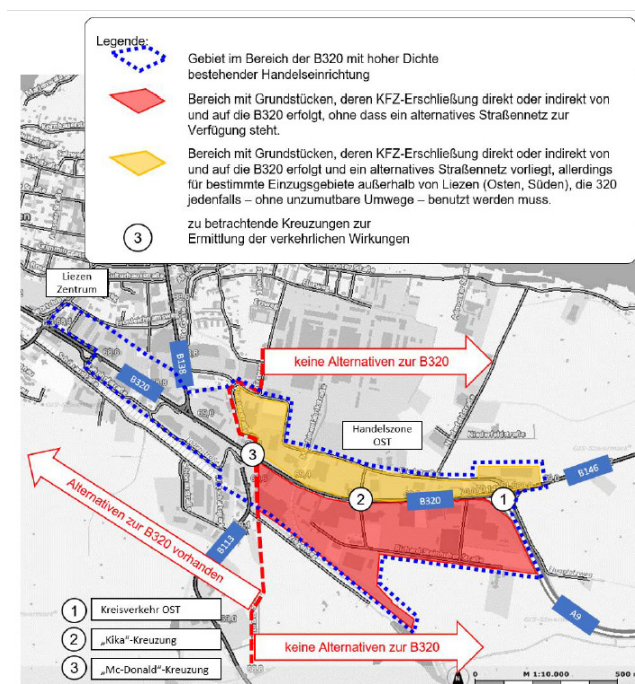 Legende:
Gebiet im Bereich der B320 mit hoher Dichte
bestehender Handelseinrichtung
Bereich mit Grundstücken, deren KFZ-Erschließung direkt oder indirekt von
und auf die B320 erfolgt, ohne dass ein alternatives Straßennetz zur
Verfügung steht.
Bereich mit Grundstücken, deren KFZ-Erschließung direkt oder indirekt von
und auf die B320 erfolgt und ein alternatives Straßennetz vorliegt, allerdings
für bestimmte Einzugsgebiete außerhalb von Liezen (Osten, Süden), die 320
jedenfalls – ohne unzumutbare Umwege – benutzt werden muss.
3
zu betrachtende Kreuzungen zur
Ermittlung der verkehrlichen Wirkungen
Liezen
Zentrum
B320
B138
keine Alternativen zur B320
Handelszone
OST
3
B146
2
B320
1
Alternativen zur B320 vorhanden
B113
A9
1 Kreisverkehr OST
2 „Kika“-Kreuzung
3 „Mc-Donald“-Kreuzung
keine Alternativen zur B320
N
0 M 1:10.000 500